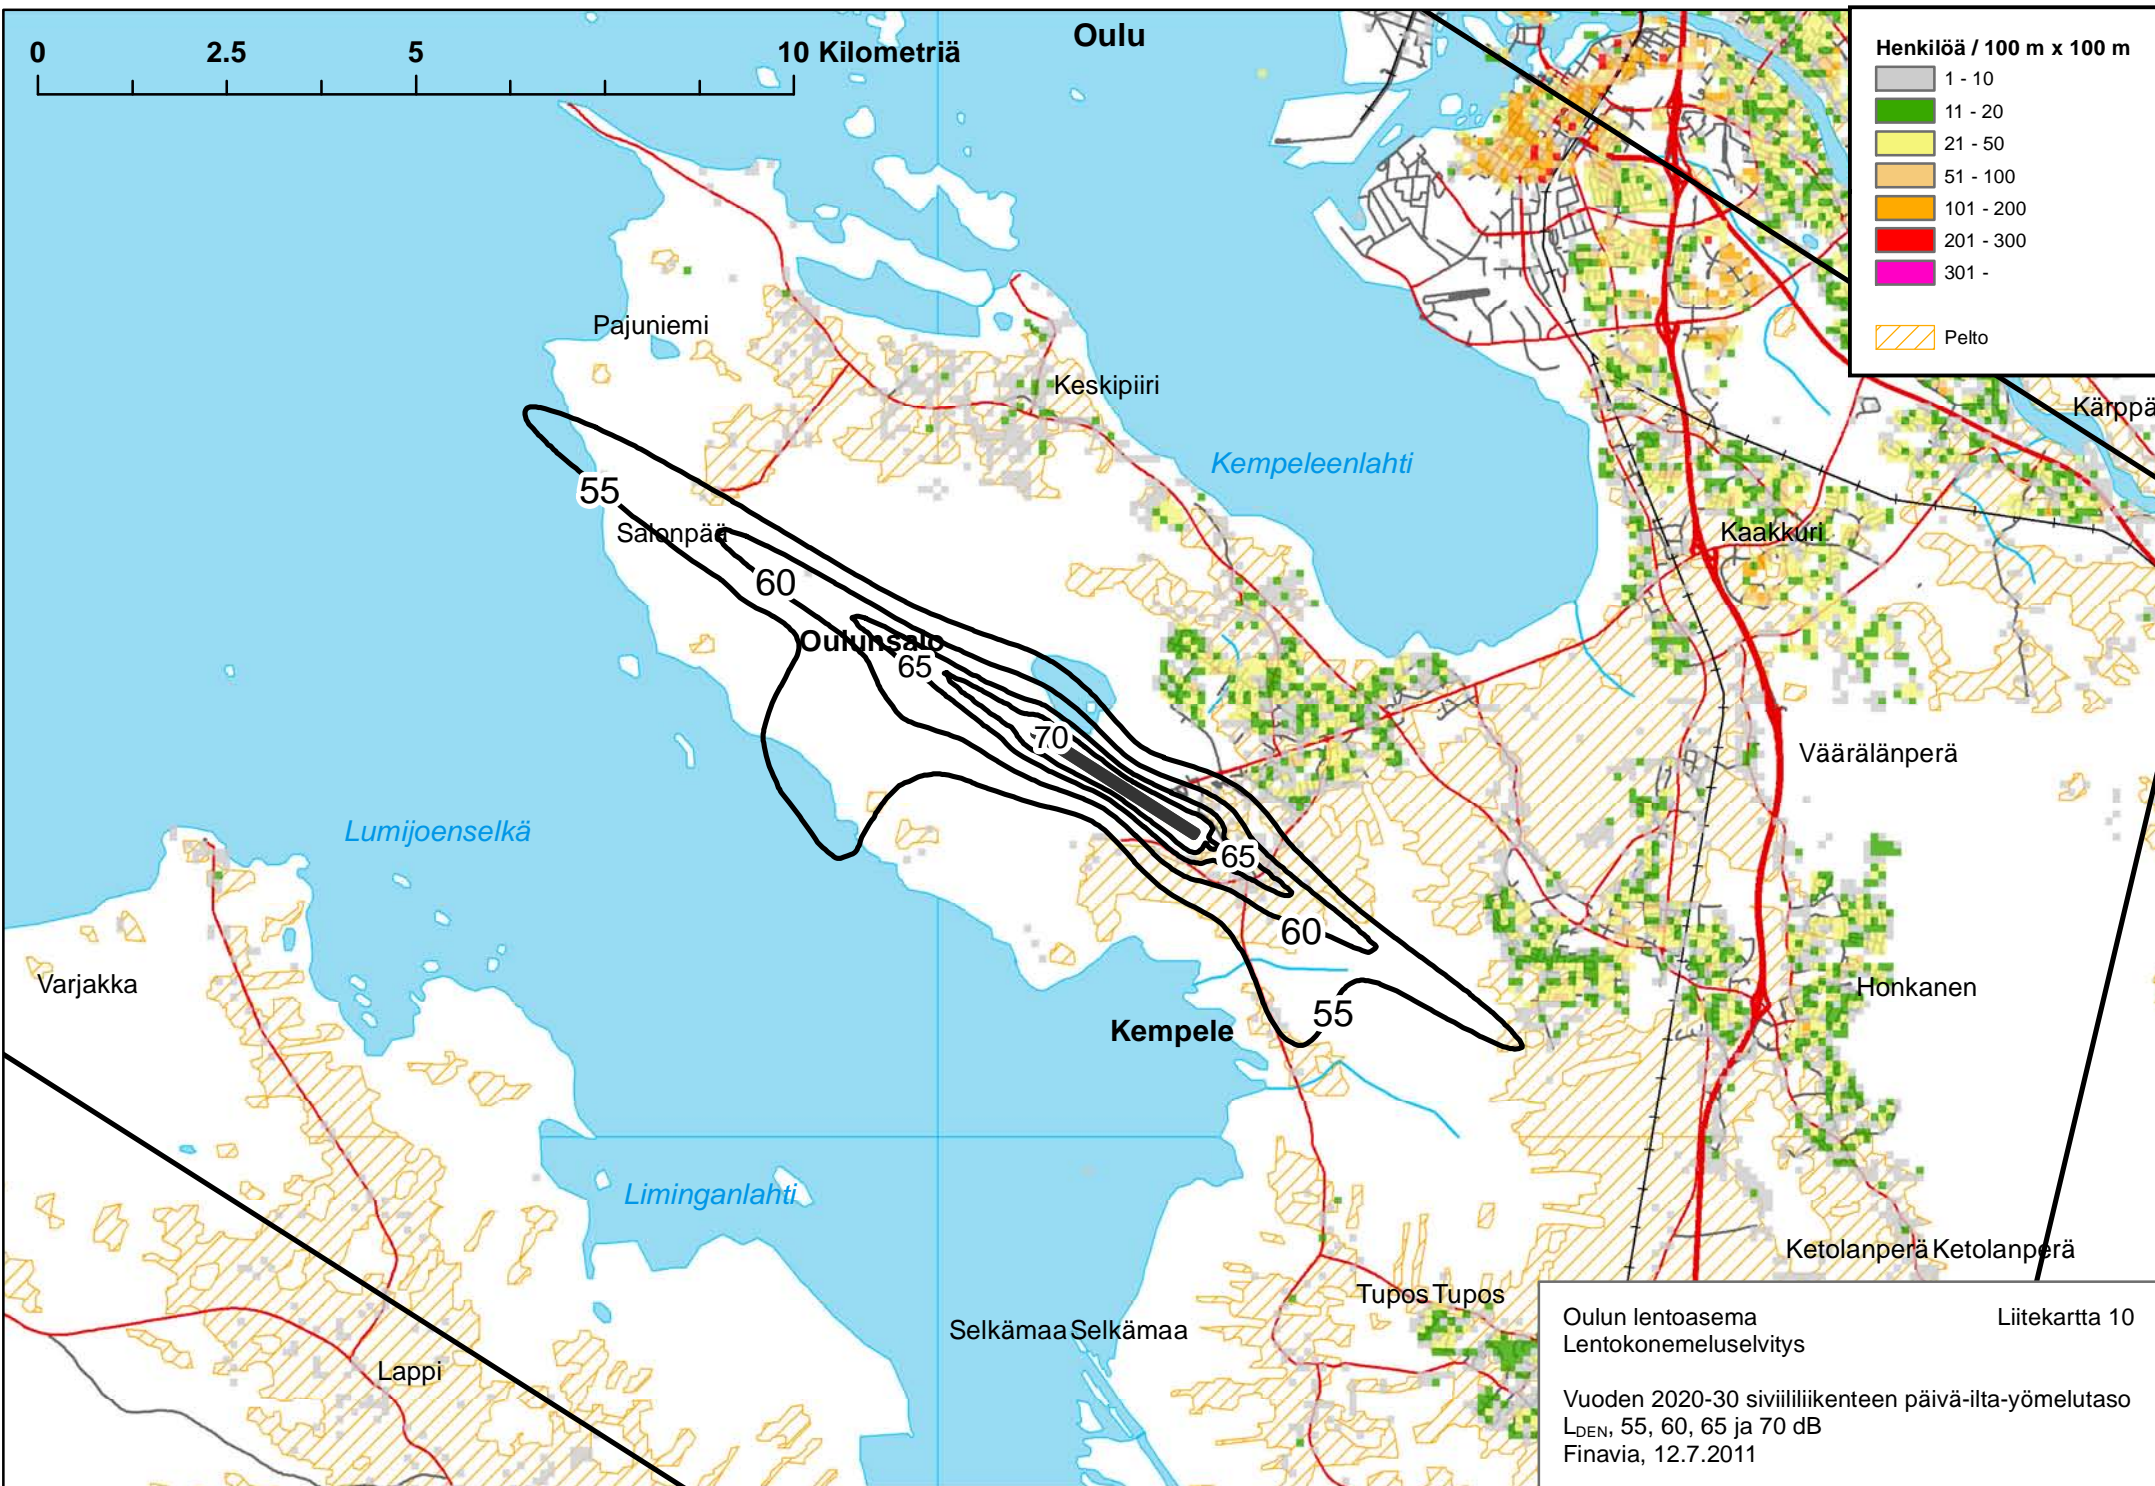 0 2.5 5 10 Kilometriä
Oulu
Henkilöä / 100 m x 100 m
1 - 10
11 - 20
21 - 50
51 - 100
101 - 200
201 - 300
301 -
Pelto
Pajuniemi
Keskipiiri
Kärppä
Kempeleenlahti
55
Salonpää
Kaakkuri
60
Oulunsalo
65
70
Väärälänperä
Lumijoenselkä
65
60
Varjakka
Honkanen
55
Kempele
Liminganlahti
Ketolanperä Ketolanperä
Tupos Tupos
Selkämaa Selkämaa
Lappi
Oulun lentoasema Liitekartta 10
Lentokonemeluselvitys
Vuoden 2020-30 siviililiikenteen päivä-ilta-yömelutaso
LDEN, 55, 60, 65 ja 70 dB
Finavia, 12.7.2011